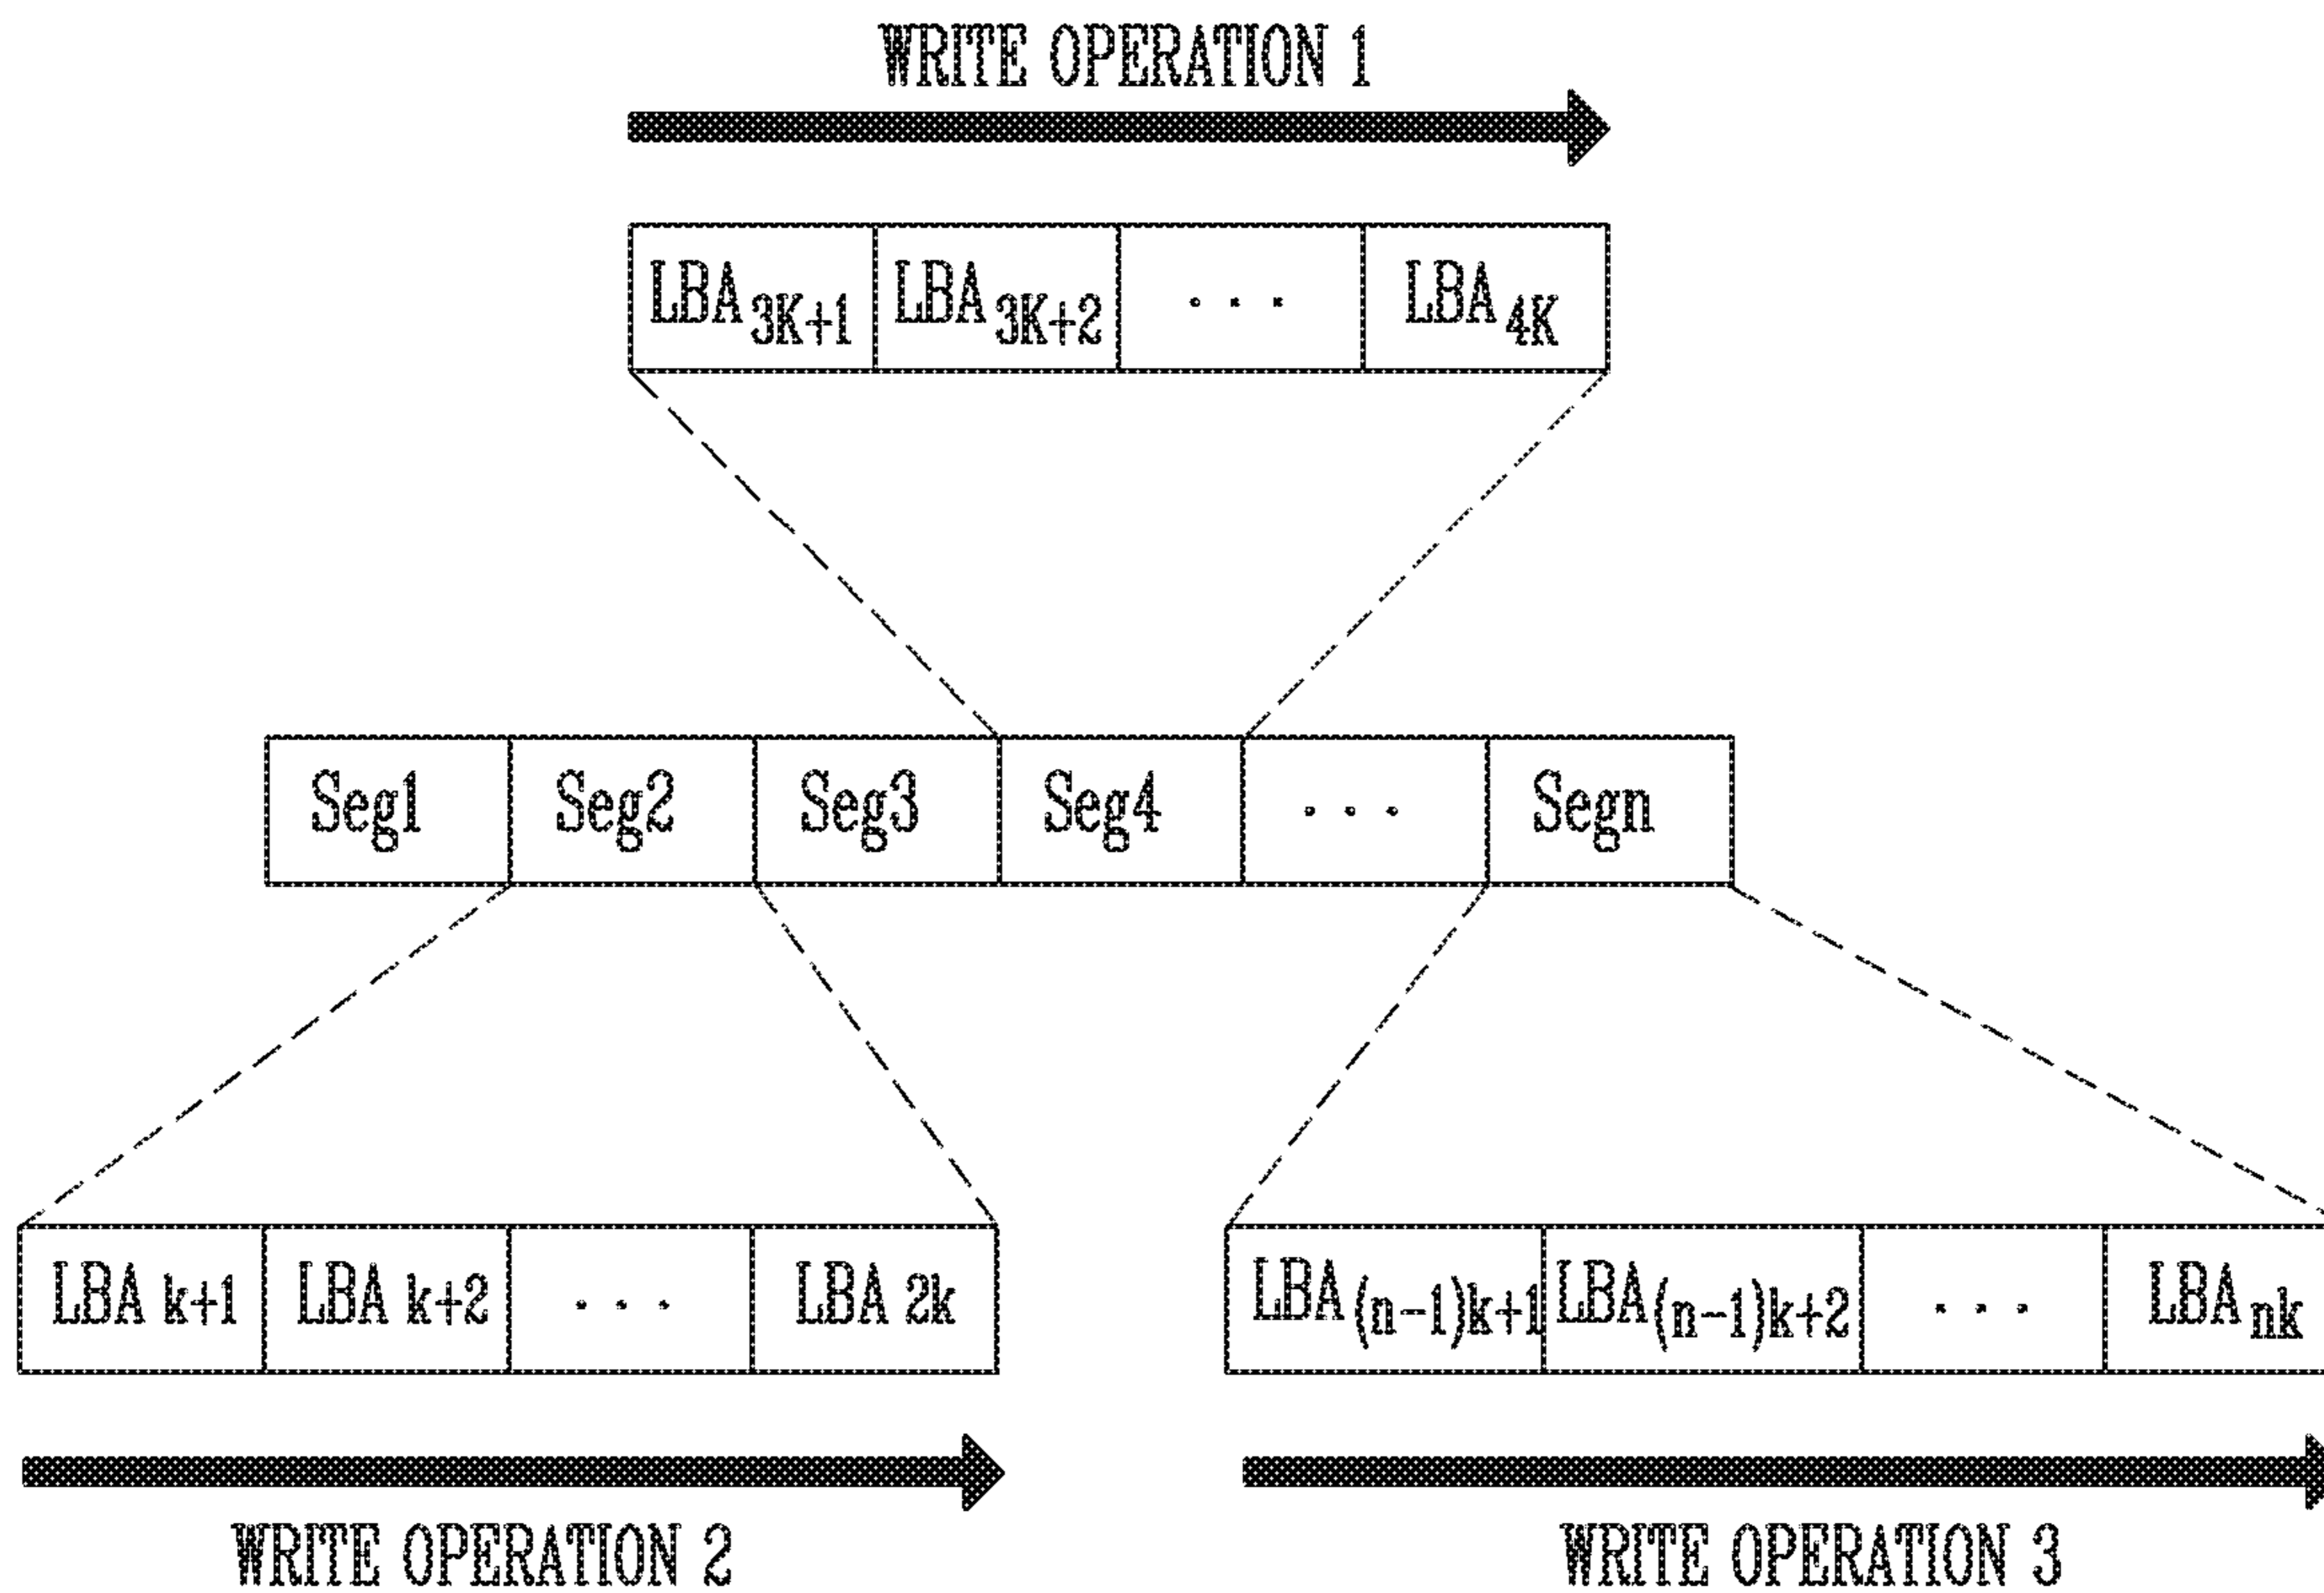 WRITE OPERATION 1
LBA3K+1 LBA3K+2 ... LBA4K
Seg1 Seg2 Seg3 Seg4 ... Segn
LBA k+1 LBA k+2 ... LBA 2k LBA(n-1)k+1 LBA(n-1)k+2 ... LBAnk
WRITE OPERATION 2 WRITE OPERATION 3